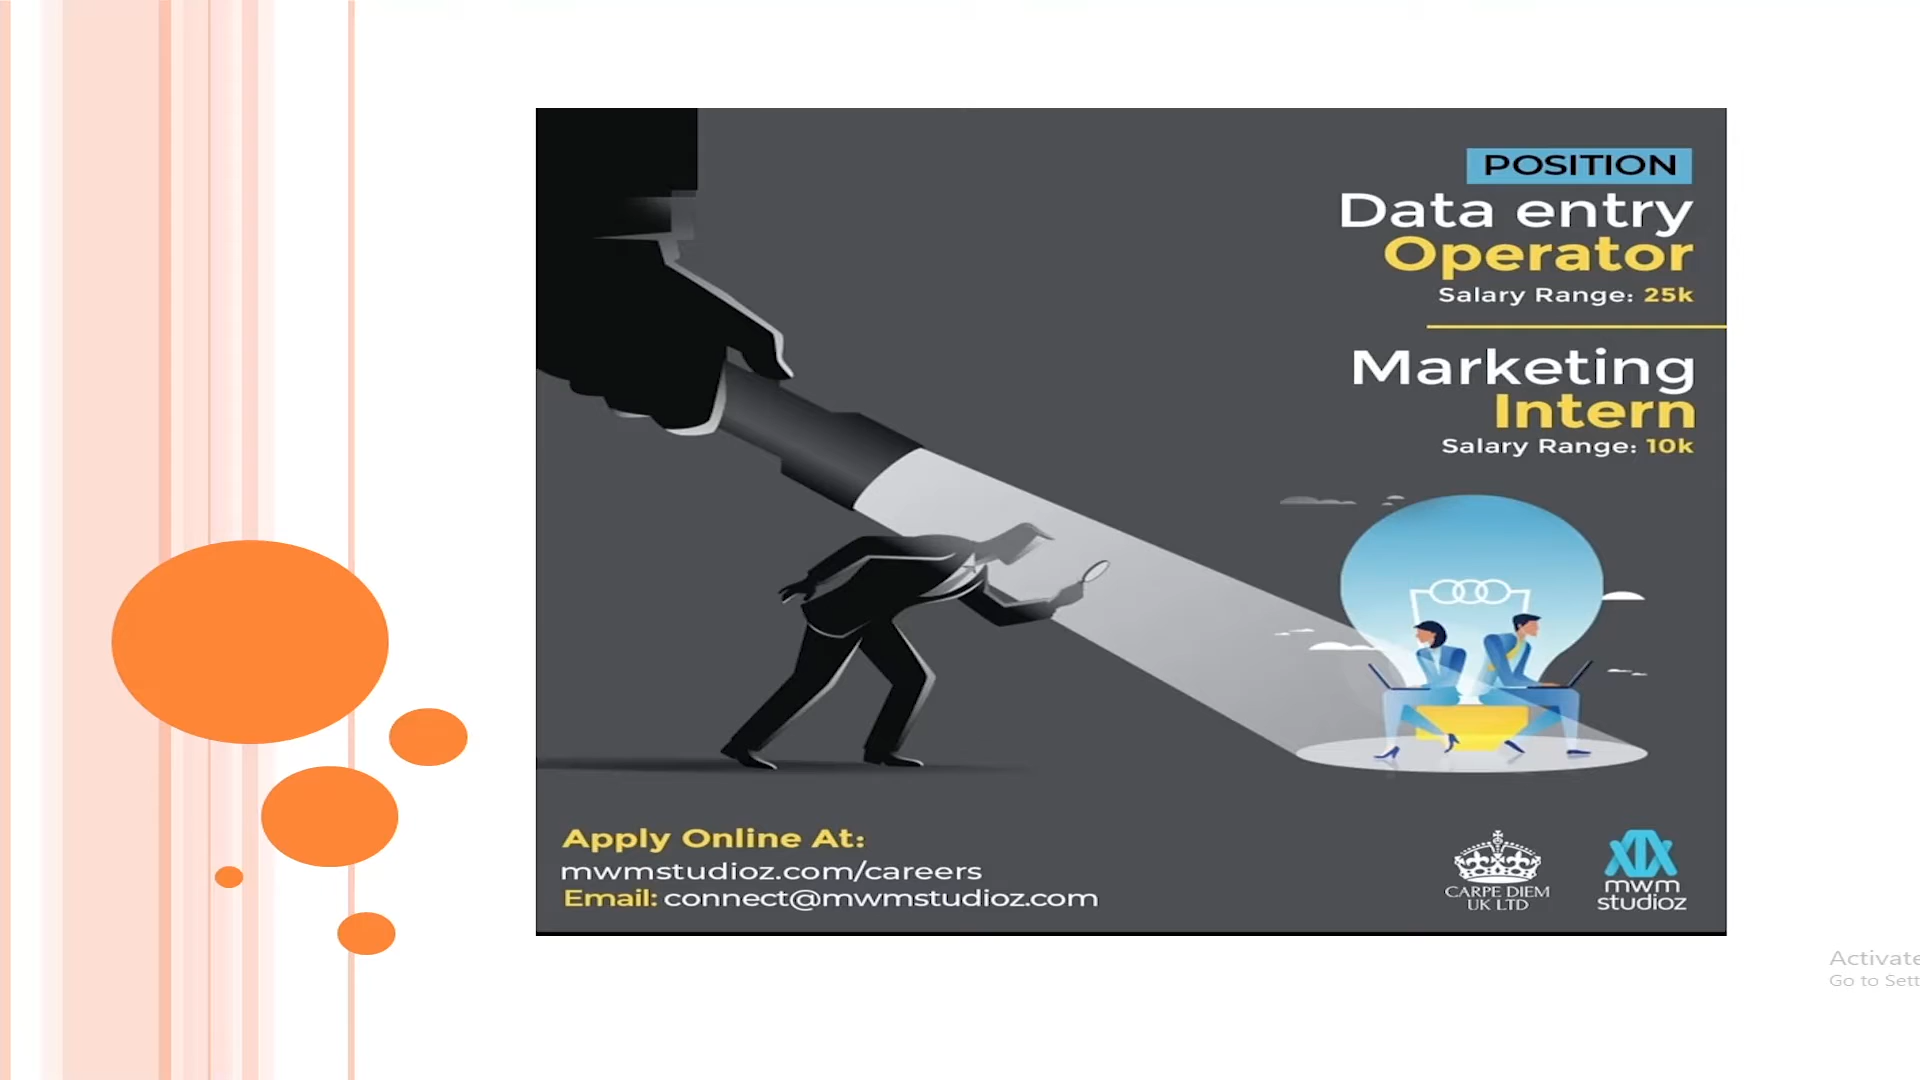 POSITION
Data entry
Operator
Salary Range: 25k
Marketing
Intern
Salary Range: 10k
Apply Online At:
mwmstudioz.com/careers
Email: connect@mwmstudioz.com
CARPE DIEM
UK LTD
mwm
studioz
Activate
Go to Sett